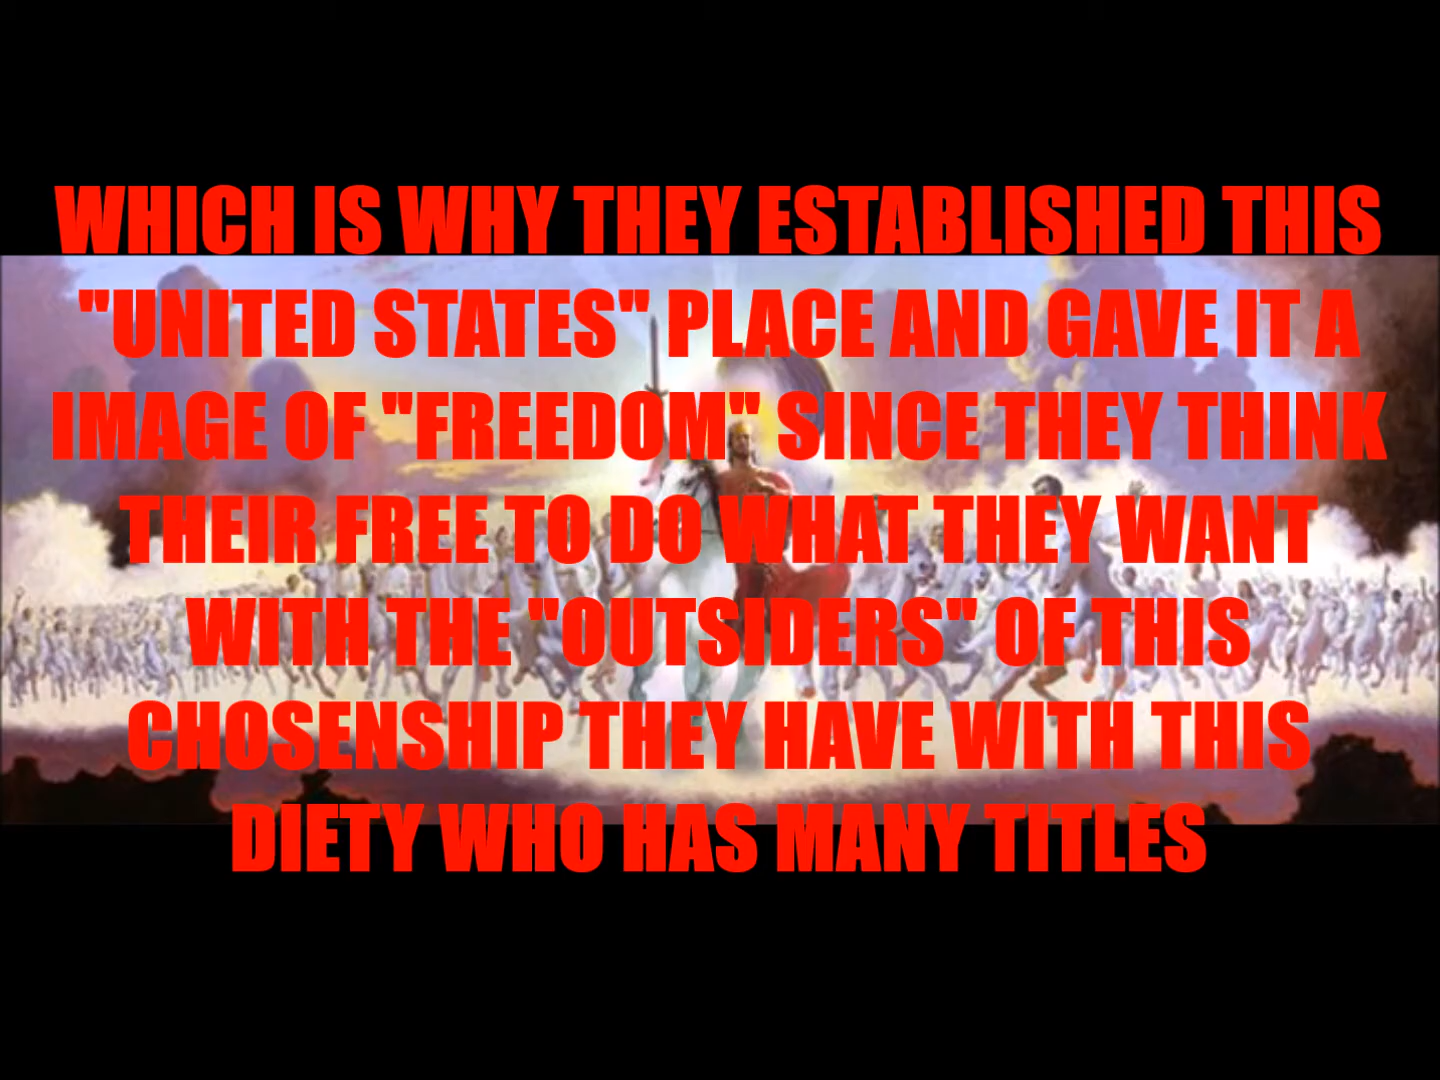 WHICH IS WHY THEY ESTABLISHED THIS
"UNITED STATES" PLACE AND GAVE IT A
IMAGE OF "FREEDOM" SINCE THEY THINK
THEIR FREE TO DO WHAT THEY WANT
WITH THE "OUTSIDERS" OF THIS
CHOSENSHIP THEY HAVE WITH THIS
DIETY WHO HAS MANY TITLES